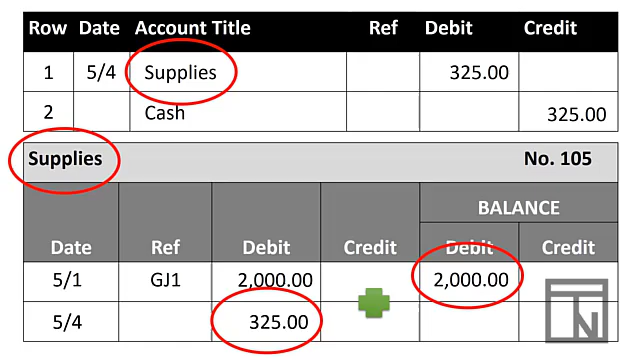 Row Date Account Title Ref Debit Credit
1 5/4 Supplies 325.00
2 Cash 325.00
Supplies No. 105
BALANCE
Date Ref Debit Credit Debit Credit
5/1 GJ1 2,000.00 2,000.00
5/4 325.00
TN